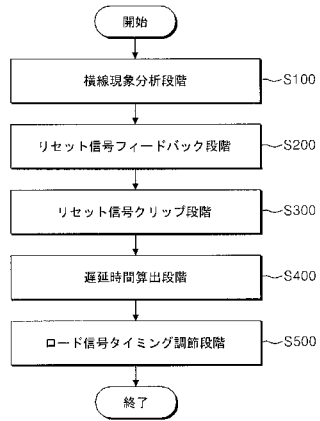 開始
横線現象分析段階 S100
リセット信号フィードバック段階 S200
リセット信号クリップ段階 S300
遅延時間算出段階 S400
ロード信号タイミング調節段階 S500
終了